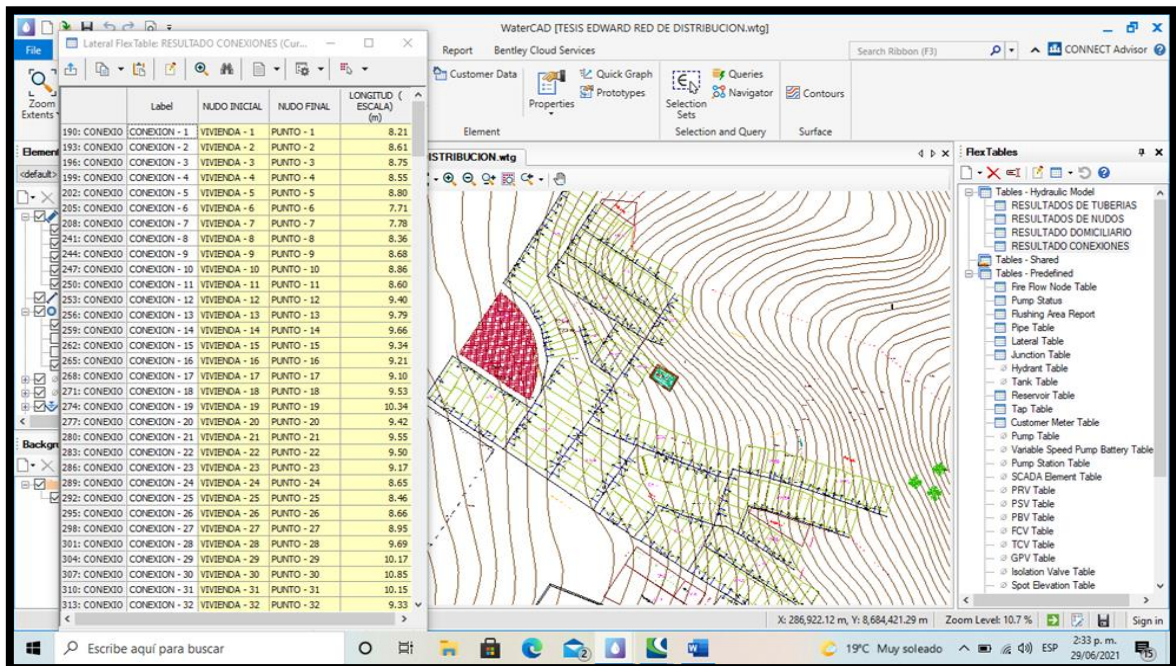 WaterCAD [TESIS EDWARD RED DE DISTRIBUCION.wtg]
File
Report Bentley Cloud Services
Search Ribbon (F3)
CONNECT Advisor
Zoom
Extents
Customer Data
Properties
Quick Graph
Prototypes
Selection
Sets
Queries
Navigator
Contours
Element
Selection and Query
Surface
Lateral FlexTable: RESULTADO CONEXIONES (Cur...
Label NUDO INICIAL NUDO FINAL LONGITUD (
ESCALA)
(m)
190: CONEXIO CONEXION - 1 VIVIENDA - 1 PUNTO - 1 8.21
193: CONEXIO CONEXION - 2 VIVIENDA - 2 PUNTO - 2 8.61
196: CONEXIO CONEXION - 3 VIVIENDA - 3 PUNTO - 3 8.75
199: CONEXIO CONEXION - 4 VIVIENDA - 4 PUNTO - 4 8.55
202: CONEXIO CONEXION - 5 VIVIENDA - 5 PUNTO - 5 8.80
205: CONEXIO CONEXION - 6 VIVIENDA - 6 PUNTO - 6 7.71
208: CONEXIO CONEXION - 7 VIVIENDA - 7 PUNTO - 7 7.78
241: CONEXIO CONEXION - 8 VIVIENDA - 8 PUNTO - 8 8.36
244: CONEXIO CONEXION - 9 VIVIENDA - 9 PUNTO - 9 8.68
247: CONEXIO CONEXION - 10 VIVIENDA - 10 PUNTO - 10 8.86
250: CONEXIO CONEXION - 11 VIVIENDA - 11 PUNTO - 11 8.60
253: CONEXIO CONEXION - 12 VIVIENDA - 12 PUNTO - 12 9.40
256: CONEXIO CONEXION - 13 VIVIENDA - 13 PUNTO - 13 9.79
259: CONEXIO CONEXION - 14 VIVIENDA - 14 PUNTO - 14 9.66
262: CONEXIO CONEXION - 15 VIVIENDA - 15 PUNTO - 15 9.34
265: CONEXIO CONEXION - 16 VIVIENDA - 16 PUNTO - 16 9.21
268: CONEXIO CONEXION - 17 VIVIENDA - 17 PUNTO - 17 9.10
271: CONEXIO CONEXION - 18 VIVIENDA - 18 PUNTO - 18 9.53
274: CONEXIO CONEXION - 19 VIVIENDA - 19 PUNTO - 19 10.34
277: CONEXIO CONEXION - 20 VIVIENDA - 20 PUNTO - 20 9.42
280: CONEXIO CONEXION - 21 VIVIENDA - 21 PUNTO - 21 9.55
283: CONEXIO CONEXION - 22 VIVIENDA - 22 PUNTO - 22 9.50
286: CONEXIO CONEXION - 23 VIVIENDA - 23 PUNTO - 23 9.17
289: CONEXIO CONEXION - 24 VIVIENDA - 24 PUNTO - 24 8.65
292: CONEXIO CONEXION - 25 VIVIENDA - 25 PUNTO - 25 8.46
295: CONEXIO CONEXION - 26 VIVIENDA - 26 PUNTO - 26 8.66
298: CONEXIO CONEXION - 27 VIVIENDA - 27 PUNTO - 27 8.95
301: CONEXIO CONEXION - 28 VIVIENDA - 28 PUNTO - 28 9.69
304: CONEXIO CONEXION - 29 VIVIENDA - 29 PUNTO - 29 10.17
307: CONEXIO CONEXION - 30 VIVIENDA - 30 PUNTO - 30 10.85
310: CONEXIO CONEXION - 31 VIVIENDA - 31 PUNTO - 31 10.15
313: CONEXIO CONEXION - 32 VIVIENDA - 32 PUNTO - 32 9.33
Element
<default>
Backgr
ISTRIBUCION.wtg
FlexTables
Tables - Hydraulic Model
RESULTADOS DE TUBERIAS
RESULTADOS DE NUDOS
RESULTADO DOMICILIARIO
RESULTADO CONEXIONES
Tables - Shared
Tables - Predefined
Fire Flow Node Table
Pump Status
Flushing Area Report
Pipe Table
Lateral Table
Junction Table
Hydrant Table
Tank Table
Reservoir Table
Tap Table
Customer Meter Table
Pump Table
Variable Speed Pump Battery Table
Pump Station Table
SCADA Element Table
PRV Table
PSV Table
PBV Table
FCV Table
TCV Table
GPV Table
Isolation Valve Table
Spot Elevation Table
X: 286,922.12 m, Y: 8,684,421.29 m Zoom Level: 10.7 % Sign in
Escribe aquí para buscar
2
19°C Muy soleado
ESP
2:33 p. m.
29/06/2021
15